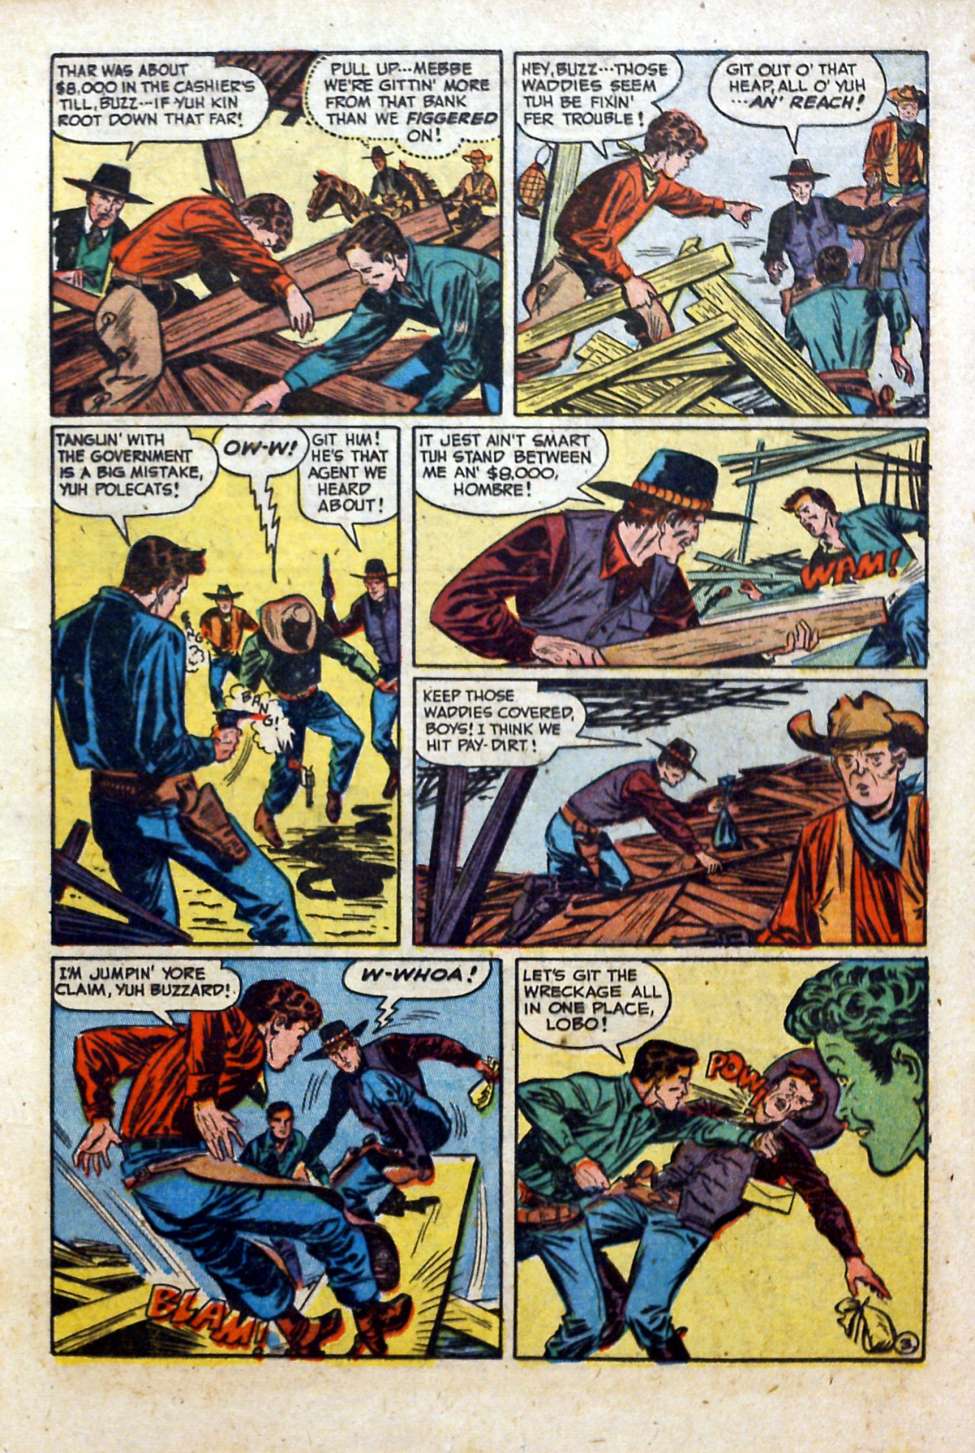 THAR WAS ABOUT
$8,000 IN THE CASHIER'S
TILL, BUZZ---IF YUH KIN
ROOT DOWN THAT FAR!
PULL UP...MEBBE
WE'RE GITTIN' MORE
FROM THAT BANK
THAN WE FIGGERED
ON!
HEY, BUZZ---THOSE
WADDIES SEEM
TUH BE FIXIN'
FER TROUBLE!
GIT OUT O' THAT
HEAP, ALL O' YUH
...AN' REACH!
TANGLIN' WITH
THE GOVERNMENT
IS A BIG MISTAKE,
YUH POLECATS!
OW-W!
GIT HIM!
HE'S THAT
AGENT WE
HEARD
ABOUT!
BANG!
BANG!
IT JEST AIN'T SMART
TUH STAND BETWEEN
ME AN' $8,000,
HOMBRE!
WAM!
KEEP THOSE
WADDIES COVERED,
BOYS! I THINK WE
HIT PAY-DIRT!
I'M JUMPIN' YORE
CLAIM, YUH BUZZARD!
W-WHOA!
BLAM!
LET'S GIT THE
WRECKAGE ALL
IN ONE PLACE,
LOBO!
POW!
3